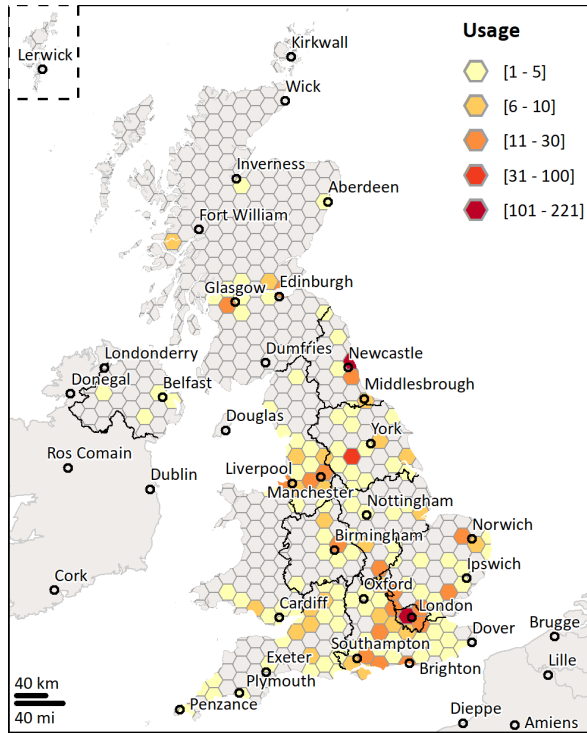 Lerwick
Kirkwall
Wick
Inverness
Aberdeen
Fort William
Glasgow
Edinburgh
Dumfries
Newcastle
Londonderry
Donegal
Belfast
Middlesbrough
Douglas
York
Ros Comain
Dublin
Liverpool
Manchester
Nottingham
Norwich
Birmingham
Ipswich
Cork
Oxford
Cardiff
London
Southampton
Dover
Brugge
Exeter
Brighton
Lille
Plymouth
Penzance
Dieppe
Amiens
Usage
[1 - 5]
[6 - 10]
[11 - 30]
[31 - 100]
[101 - 221]
40 km
40 mi